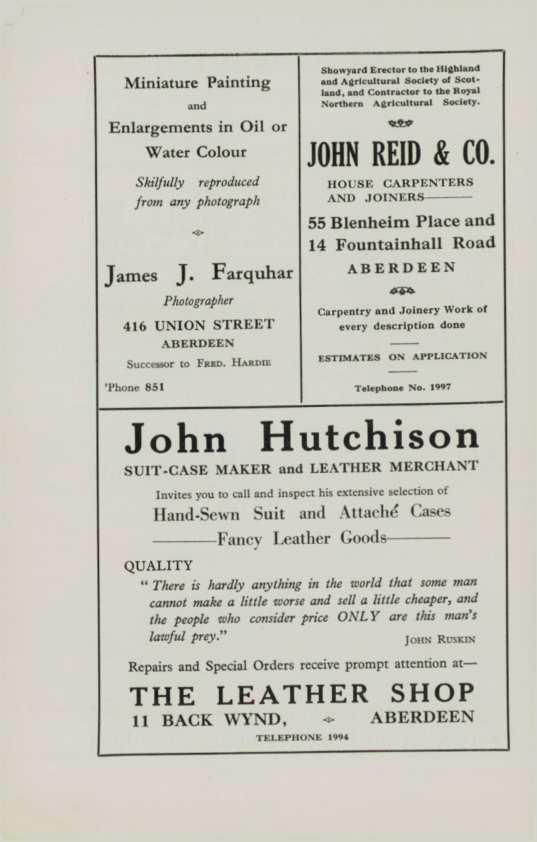 Miniature Painting
and
Enlargements in Oil or
Water Colour
Skilfully reproduced
from any photograph
James J. Farquhar
Photographer
416 UNION STREET
ABERDEEN
Successor to FRED. HARDIE
'Phone 851
Showyard Erector to the Highland
and Agricultural Society of Scot-
land, and Contractor to the Royal
Northern Agricultural Society.
JOHN REID & CO.
HOUSE CARPENTERS
AND JOINERS—
55 Blenheim Place and
14 Fountainhall Road
ABERDEEN
Carpentry and Joinery Work of
every description done
ESTIMATES ON APPLICATION
Telephone No. 1997
John Hutchison
SUIT-CASE MAKER and LEATHER MERCHANT
Invites you to call and inspect his extensive selection of
Hand-Sewn Suit and Attaché Cases
—Fancy Leather Goods—
QUALITY
" There is hardly anything in the world that some man
cannot make a little worse and sell a little cheaper, and
the people who consider price ONLY are this man's
lawful prey."
JOHN RUSKIN
Repairs and Special Orders receive prompt attention at—
THE LEATHER SHOP
11 BACK WYND, ABERDEEN
TELEPHONE 1994